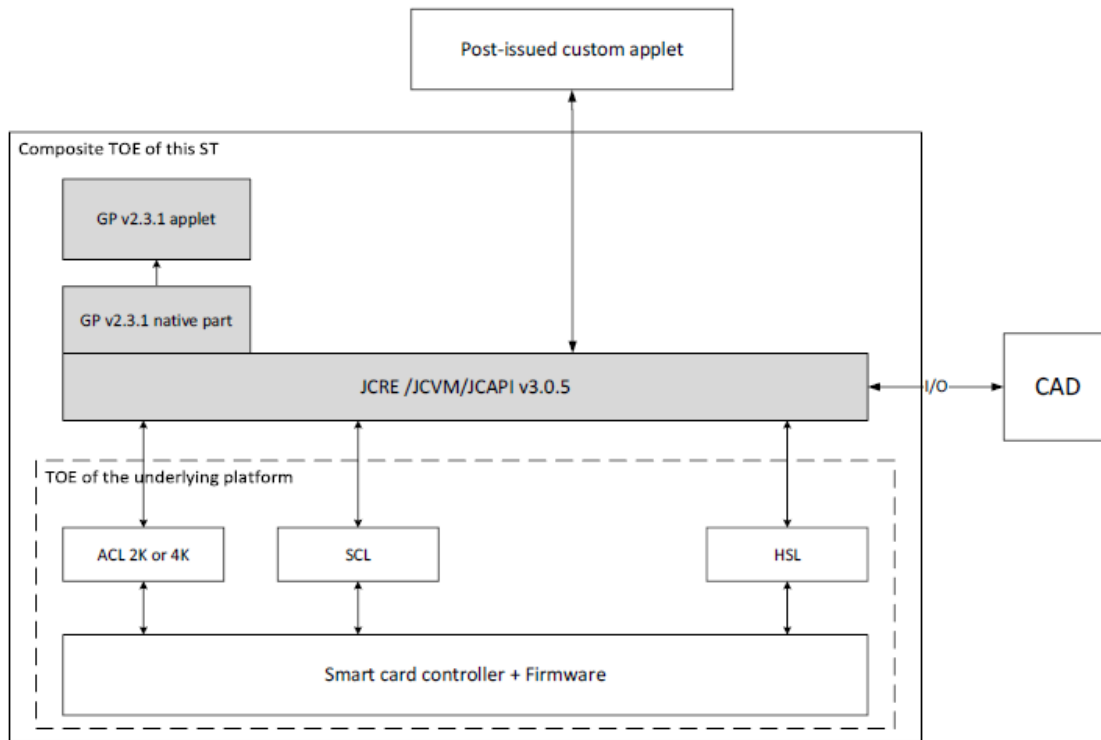 Post-issued custom applet
Composite TOE of this ST
GP v2.3.1 applet
GP v2.3.1 native part
JCRE /JCVM/JCAPI v3.0.5
I/O
CAD
TOE of the underlying platform
ACL 2K or 4K
SCL
HSL
Smart card controller + Firmware